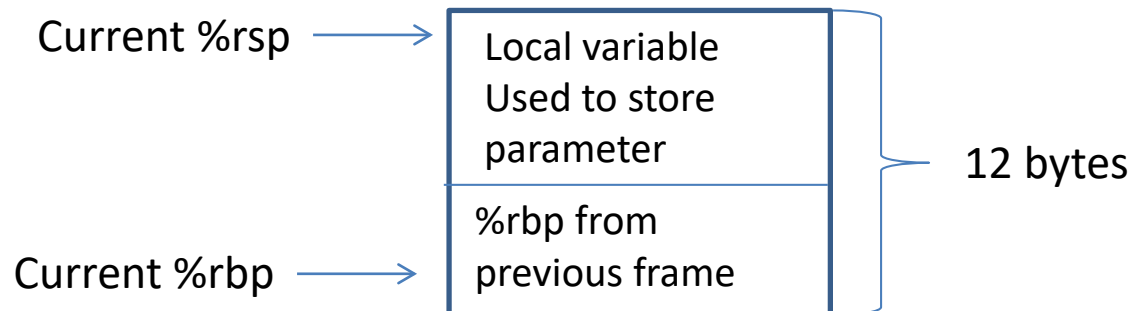 Current %rsp
Local variable
Used to store
parameter
12 bytes
%rbp from
previous frame
Current %rbp